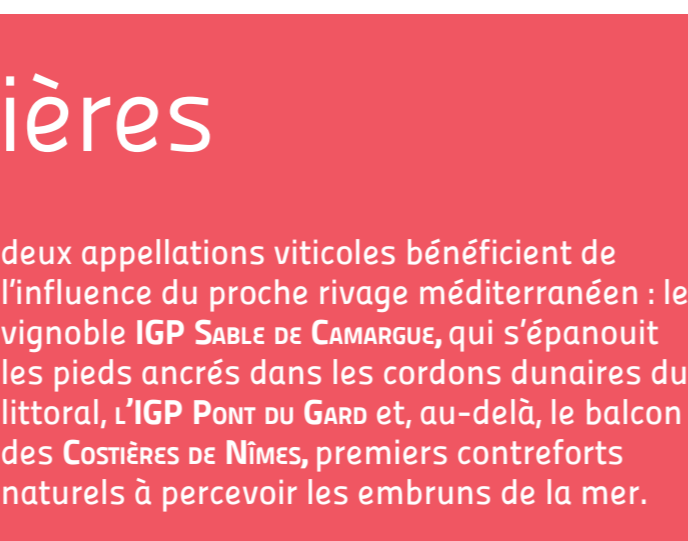 ières
deux appellations viticoles bénéficient de
l'influence du proche rivage méditerranéen : le
vignoble IGP Sable de Camargue, qui s'épanouit
les pieds ancrés dans les cordons dunaires du
littoral, l'IGP Pont du Gard et, au-delà, le balcon
des Costières de Nîmes, premiers contreforts
naturels à percevoir les embruns de la mer.